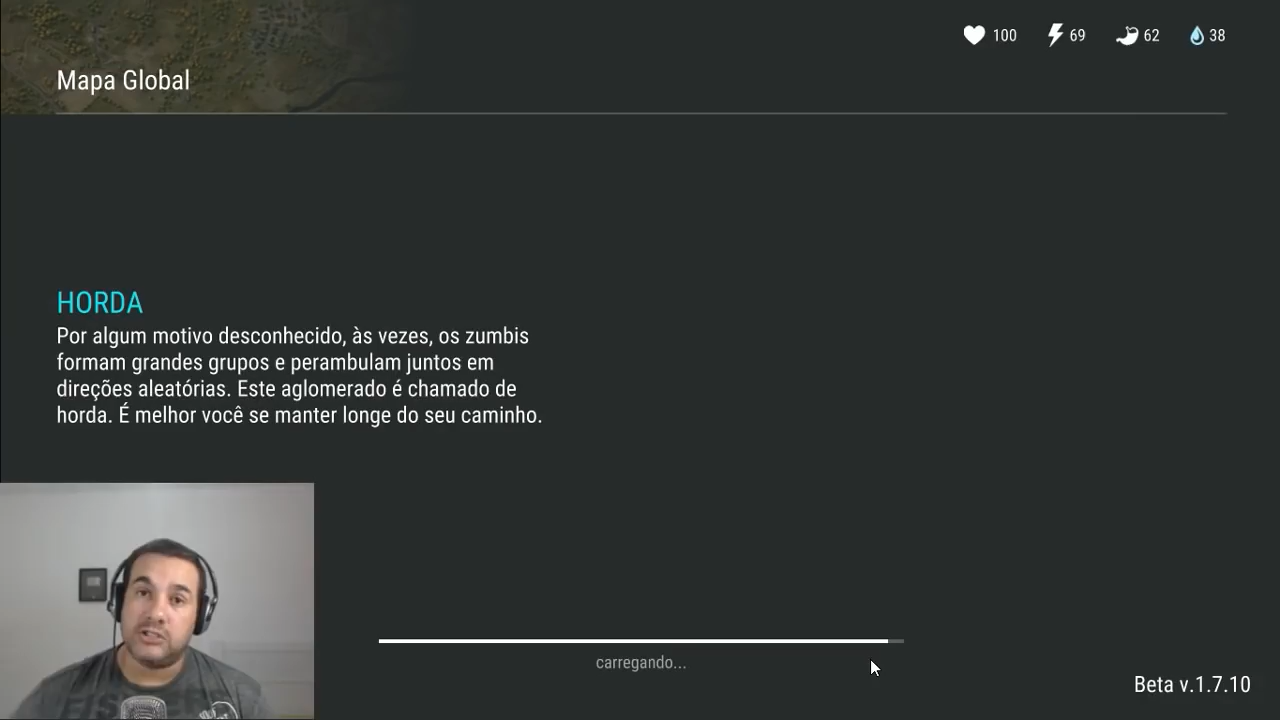 100 69 62 38
Mapa Global
HORDA
Por algum motivo desconhecido, às vezes, os zumbis
formam grandes grupos e perambulam juntos em
direções aleatórias. Este aglomerado é chamado de
horda. É melhor você se manter longe do seu caminho.
carregando...
Beta v.1.7.10